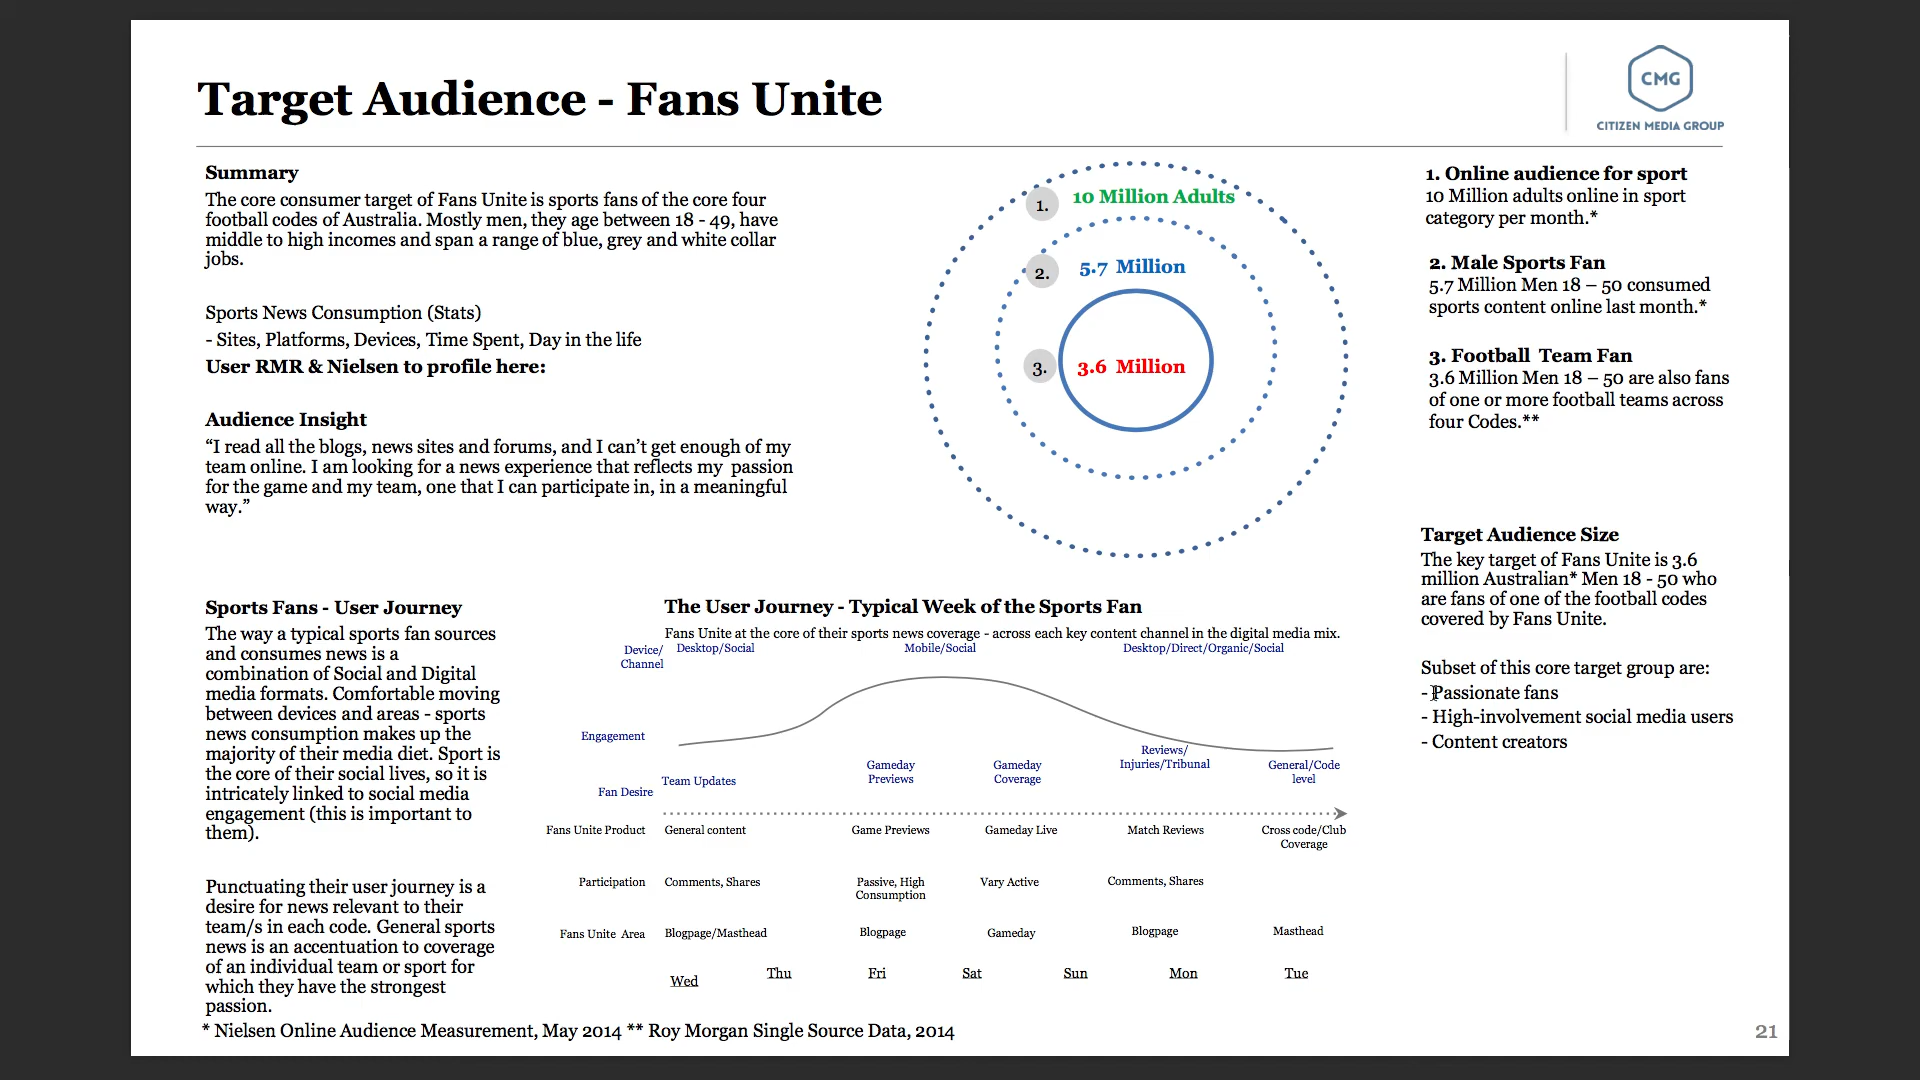 Target Audience - Fans Unite
CMG
CITIZEN MEDIA GROUP
Summary
The core consumer target of Fans Unite is sports fans of the core four
football codes of Australia. Mostly men, they age between 18 - 49, have
middle to high incomes and span a range of blue, grey and white collar
jobs.
Sports News Consumption (Stats)
- Sites, Platforms, Devices, Time Spent, Day in the life
User RMR & Nielsen to profile here:
Audience Insight
“I read all the blogs, news sites and forums, and I can’t get enough of my
team online. I am looking for a news experience that reflects my passion
for the game and my team, one that I can participate in, in a meaningful
way.”
1. 10 Million Adults
2. 5.7 Million
3. 3.6 Million
1. Online audience for sport
10 Million adults online in sport
category per month.*
2. Male Sports Fan
5.7 Million Men 18 – 50 consumed
sports content online last month.*
3. Football Team Fan
3.6 Million Men 18 – 50 are also fans
of one or more football teams across
four Codes.**
Target Audience Size
The key target of Fans Unite is 3.6
million Australian* Men 18 - 50 who
are fans of one of the football codes
covered by Fans Unite.
Subset of this core target group are:
- Passionate fans
- High-involvement social media users
- Content creators
Sports Fans - User Journey
The way a typical sports fan sources
and consumes news is a
combination of Social and Digital
media formats. Comfortable moving
between devices and areas - sports
news consumption makes up the
majority of their media diet. Sport is
the core of their social lives, so it is
intricately linked to social media
engagement (this is important to
them).
Punctuating their user journey is a
desire for news relevant to their
team/s in each code. General sports
news is an accentuation to coverage
of an individual team or sport for
which they have the strongest
passion.
The User Journey - Typical Week of the Sports Fan
Fans Unite at the core of their sports news coverage - across each key content channel in the digital media mix.
Device/
Channel
Desktop/Social
Mobile/Social
Desktop/Direct/Organic/Social
Engagement
Fan Desire
Team Updates
Gameday
Previews
Gameday
Coverage
Reviews/
Injuries/Tribunal
General/Code
level
Fans Unite Product
General content
Game Previews
Gameday Live
Match Reviews
Cross code/Club
Coverage
Participation
Comments, Shares
Passive, High
Consumption
Vary Active
Comments, Shares
Fans Unite Area
Blogpage/Masthead
Blogpage
Gameday
Blogpage
Masthead
Wed
Thu
Fri
Sat
Sun
Mon
Tue
* Nielsen Online Audience Measurement, May 2014 ** Roy Morgan Single Source Data, 2014
21